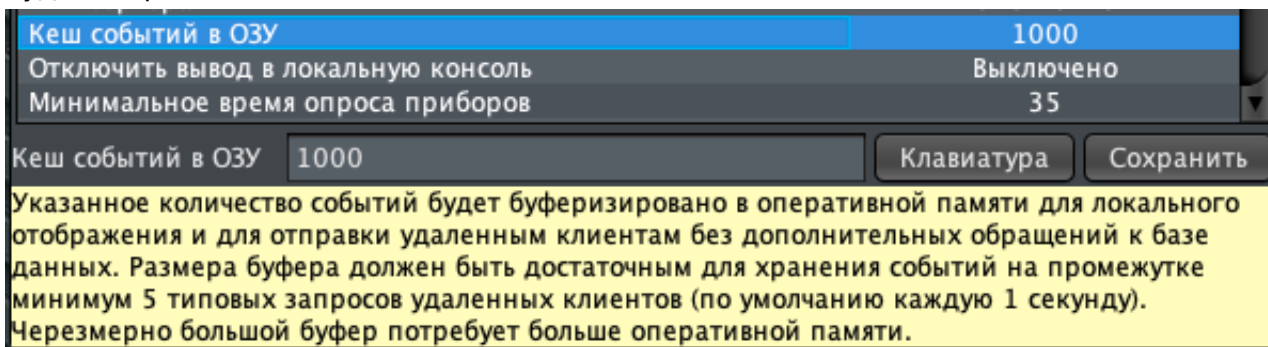 Кеш событий в ОЗУ 1000
Отключить вывод в локальную консоль Выключено
Минимальное время опроса приборов 35
Кеш событий в ОЗУ 1000 Клавиатура Сохранить
Указанное количество событий будет буферизировано в оперативной памяти для локального
отображения и для отправки удаленным клиентам без дополнительных обращений к базе
данных. Размера буфера должен быть достаточным для хранения событий на промежутке
минимум 5 типовых запросов удаленных клиентов (по умолчанию каждую 1 секунду).
Черезмерно большой буфер потребует больше оперативной памяти.